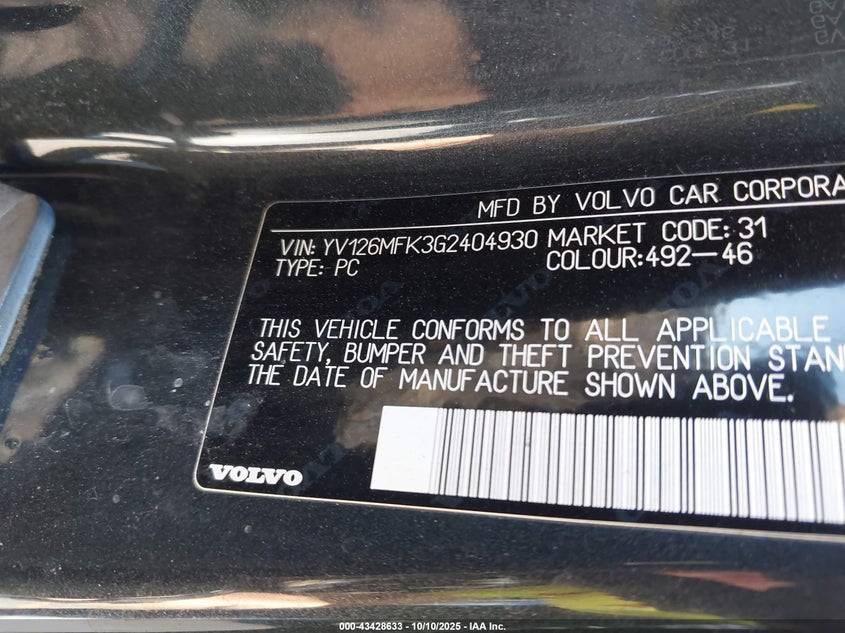 MFD BY VOLVO CAR CORPORA
VIN: YV126MFK3G2404930 MARKET CODE: 31
TYPE: PC COLOUR:492-46
THIS VEHICLE CONFORMS TO ALL APPLICABLE
SAFETY, BUMPER AND THEFT PREVENTION STAN
THE DATE OF MANUFACTURE SHOWN ABOVE.
VOLVO
000-43428633 / 10/10/2025 - IAA Inc.